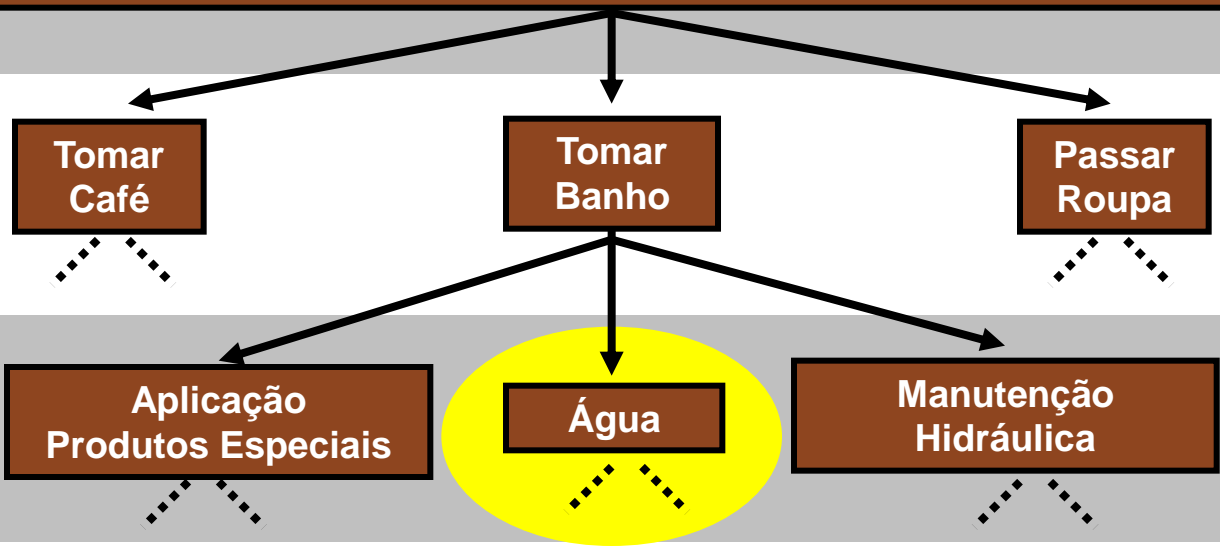 Tomar
Café
Tomar
Banho
Passar
Roupa
Aplicação
Produtos Especiais
Água
Manutenção
Hidráulica